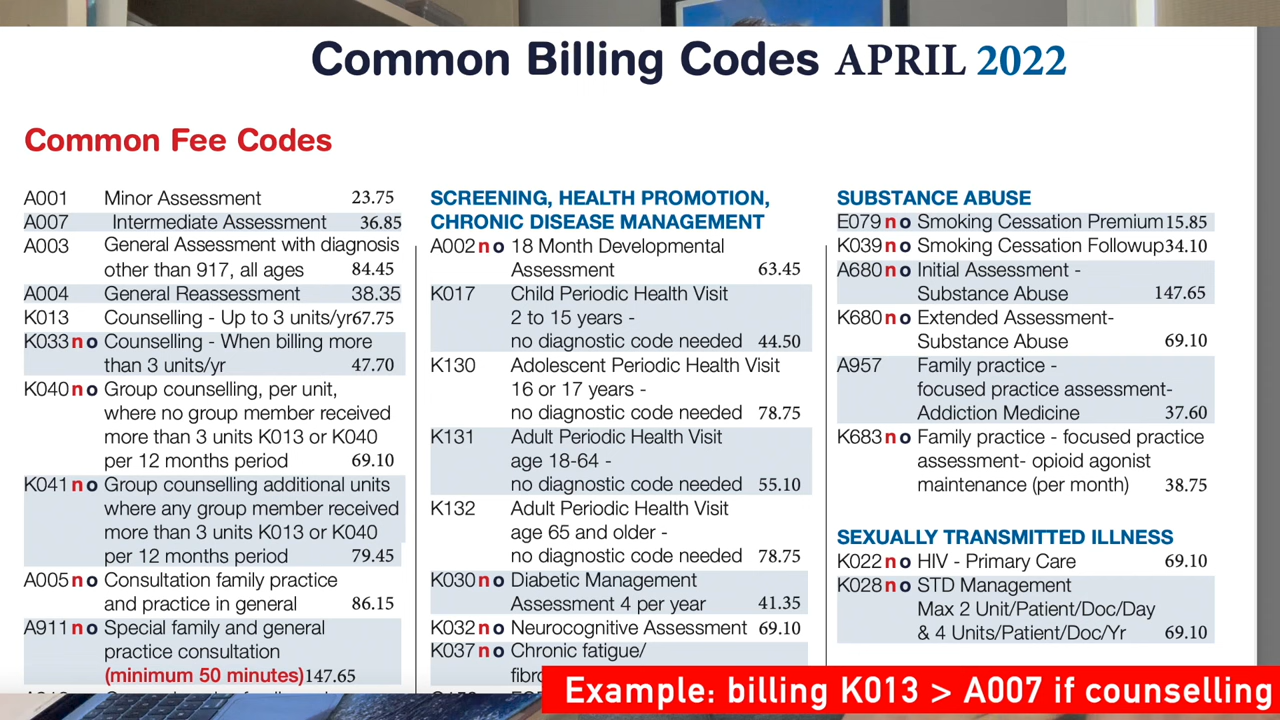 Common Billing Codes APRIL 2022
Common Fee Codes
A001 Minor Assessment 23.75
A007 Intermediate Assessment 36.85
A003 General Assessment with diagnosis
other than 917, all ages 84.45
A004 General Reassessment 38.35
K013 Counselling - Up to 3 units/yr67.75
K033 n o Counselling - When billing more
than 3 units/yr 47.70
K040 n o Group counselling, per unit,
where no group member received
more than 3 units K013 or K040
per 12 months period 69.10
K041 n o Group counselling additional units
where any group member received
more than 3 units K013 or K040
per 12 months period 79.45
A005 n o Consultation family practice
and practice in general 86.15
A911 n o Special family and general
practice consultation
(minimum 50 minutes)147.65
SCREENING, HEALTH PROMOTION,
CHRONIC DISEASE MANAGEMENT
A002 n o 18 Month Developmental
Assessment 63.45
K017 Child Periodic Health Visit
2 to 15 years -
no diagnostic code needed 44.50
K130 Adolescent Periodic Health Visit
16 or 17 years -
no diagnostic code needed 78.75
K131 Adult Periodic Health Visit
age 18-64 -
no diagnostic code needed 55.10
K132 Adult Periodic Health Visit
age 65 and older -
no diagnostic code needed 78.75
K030 n o Diabetic Management
Assessment 4 per year 41.35
K032 n o Neurocognitive Assessment 69.10
K037 n o Chronic fatigue/
SUBSTANCE ABUSE
E079 n o Smoking Cessation Premium 15.85
K039 n o Smoking Cessation Followup 34.10
A680 n o Initial Assessment -
Substance Abuse 147.65
K680 n o Extended Assessment-
Substance Abuse 69.10
A957 Family practice -
focused practice assessment-
Addiction Medicine 37.60
K683 n o Family practice - focused practice
assessment- opioid agonist
maintenance (per month) 38.75
SEXUALLY TRANSMITTED ILLNESS
K022 n o HIV - Primary Care 69.10
K028 n o STD Management
Max 2 Unit/Patient/Doc/Day
& 4 Units/Patient/Doc/Yr 69.10
Example: billing K013 > A007 if counselling